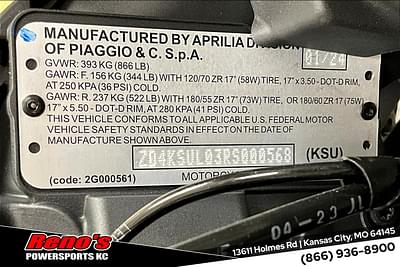 MANUFACTURED BY APRILIA DIVISION
OF PIAGGIO & C. S.p.A. 01/24
GVWR: 393 KG (866 LB)
GAWR: F. 156 KG (344 LB) WITH 120/70 ZR 17" (58W) TIRE, 17" x 3.50 - DOT-D RIM,
AT 250 KPA (36 PSI) COLD.
GAWR: R. 237 KG (522 LB) WITH 180/55 ZR 17" (73W) TIRE, OR 180/60 ZR 17 (75W)
17" x 5.50 - DOT-D RIM, AT 280 KPA (41 PSI) COLD.
THIS VEHICLE CONFORMS TO ALL APPLICABLE U.S. FEDERAL MOTOR
VEHICLE SAFETY STANDARDS IN EFFECT ON THE DATE OF
MANUFACTURE SHOWN ABOVE.
ZD4KSUL03RS000568 (KSU)
(code: 2G000561) MOTORCY
04-23
Reno's
POWERSPORTS KC
13611 Holmes Rd | Kansas City, MO 64145
(866) 936-8900